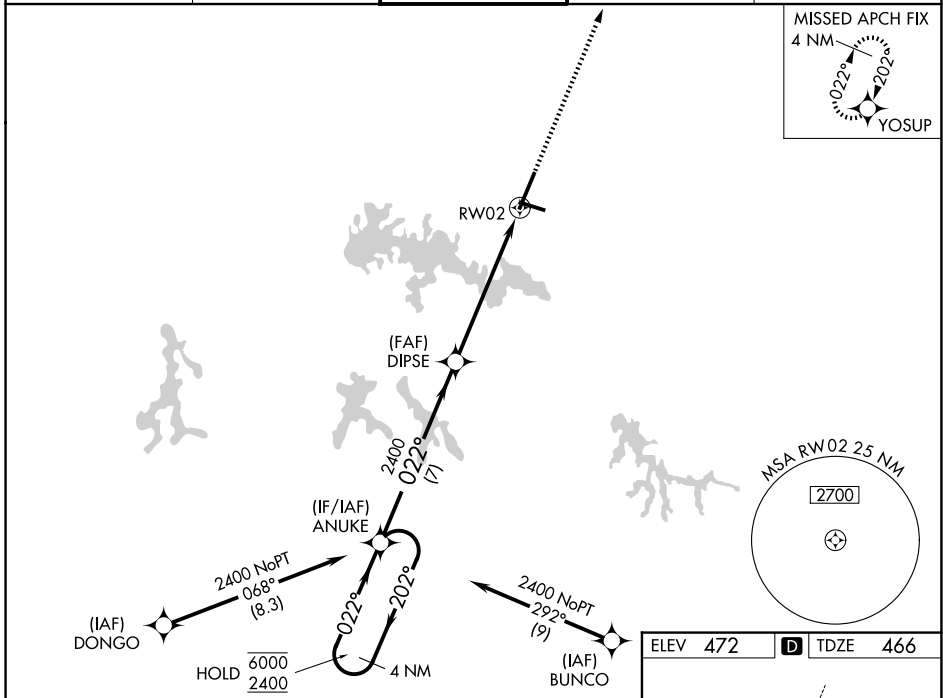 MISSED APCH FIX
4 NM
022°
202°
YOSUP
RW02
(FAF)
DIPSE
2400
022°
(7)
(IF/IAF)
ANUKE
MSA RW02 25 NM
2700
2400 NoPT
068°
(8.3)
(IAF)
DONGO
022°
202°
HOLD 6000
2400
4 NM
2400 NoPT
292°
(9)
(IAF)
BUNCO
ELEV 472 D TDZE 466